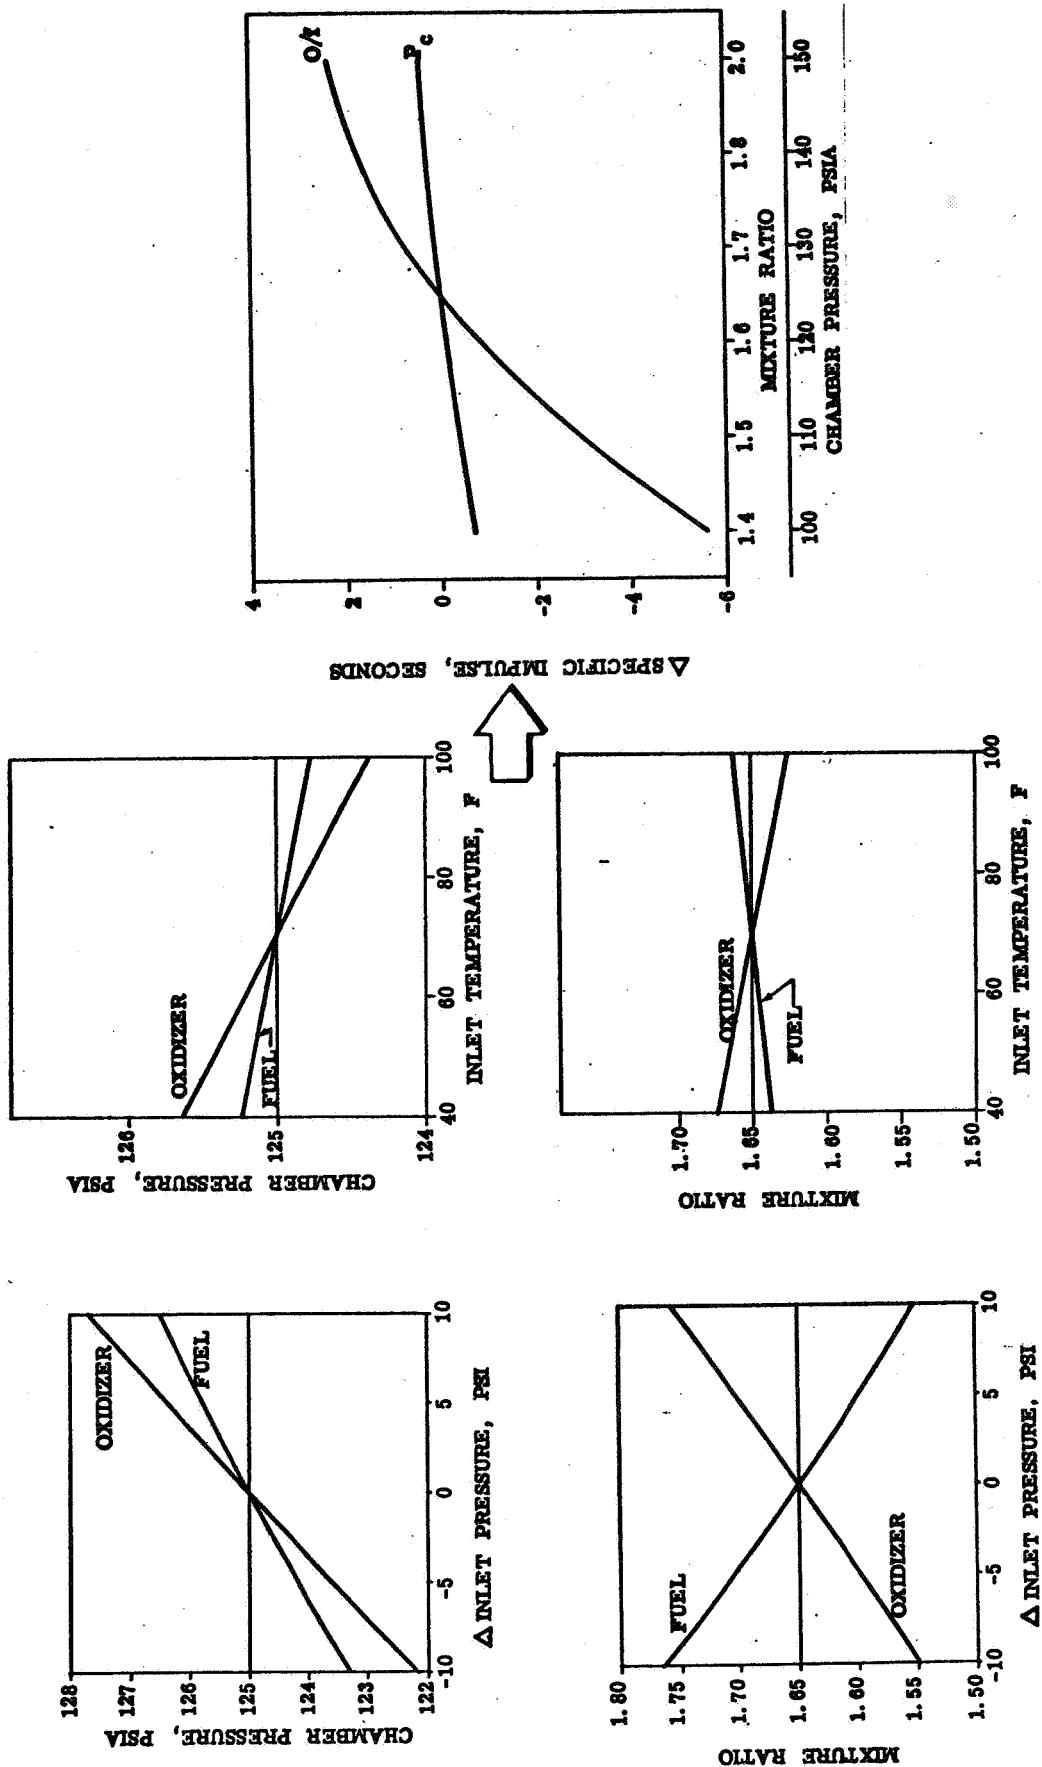 128
127
126
125
124
123
122
CHAMBER PRESSURE, PSIA
OXIDIZER
FUEL
-10
-5
0
5
10
Δ INLET PRESSURE, PSI
126
125
124
CHAMBER PRESSURE, PSIA
OXIDIZER
FUEL
40
60
80
100
INLET TEMPERATURE, F
1.80
1.75
1.70
1.65
1.60
1.55
1.50
MIXTURE RATIO
FUEL
OXIDIZER
-10
-5
0
5
10
Δ INLET PRESSURE, PSI
1.70
1.65
1.60
1.55
1.50
MIXTURE RATIO
OXIDIZER
FUEL
40
60
80
100
INLET TEMPERATURE, F
4
2
0
-2
-4
-6
Δ SPECIFIC IMPULSE, SECONDS
O/F
Pc
1.4
1.5
1.6
1.7
1.8
2.0
MIXTURE RATIO
100
110
120
130
140
150
CHAMBER PRESSURE, PSIA